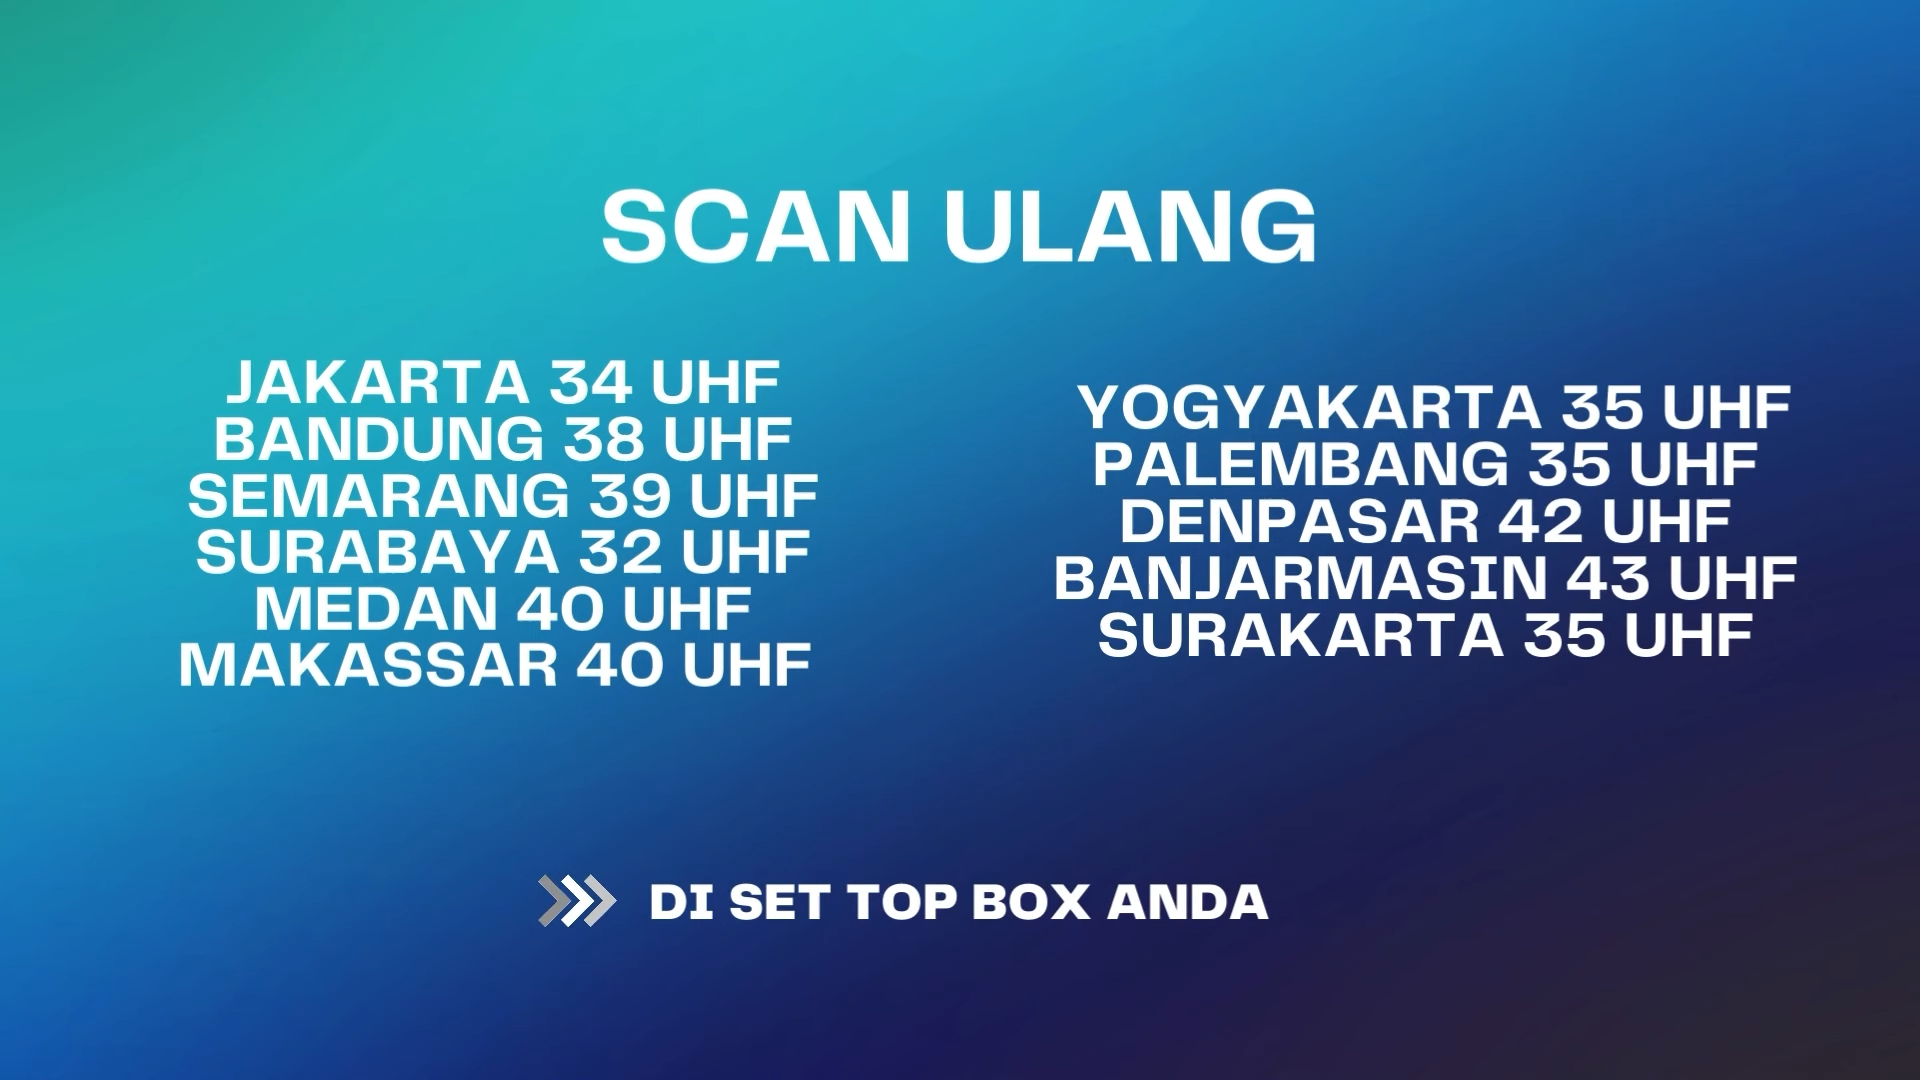 SCAN ULANG
JAKARTA 34 UHF
BANDUNG 38 UHF
SEMARANG 39 UHF
SURABAYA 32 UHF
MEDAN 40 UHF
MAKASSAR 40 UHF
YOGYAKARTA 35 UHF
PALEMBANG 35 UHF
DENPASAR 42 UHF
BANJARMASIN 43 UHF
SURAKARTA 35 UHF
DI SET TOP BOX ANDA